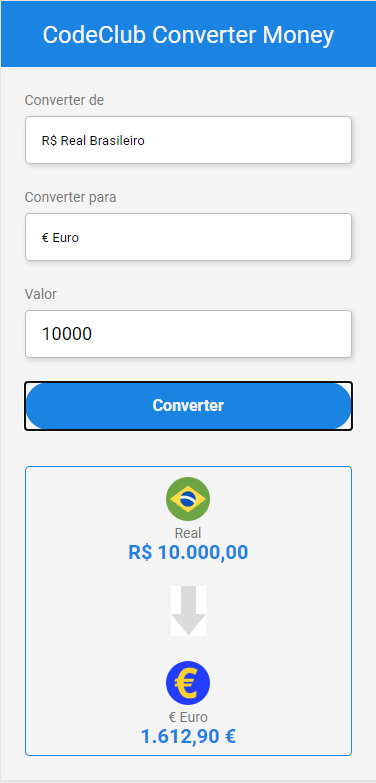 CodeClub Converter Money
Converter de
R$ Real Brasileiro
Converter para
€ Euro
Valor
10000
Converter
Real
R$ 10.000,00
€
€ Euro
1.612,90 €